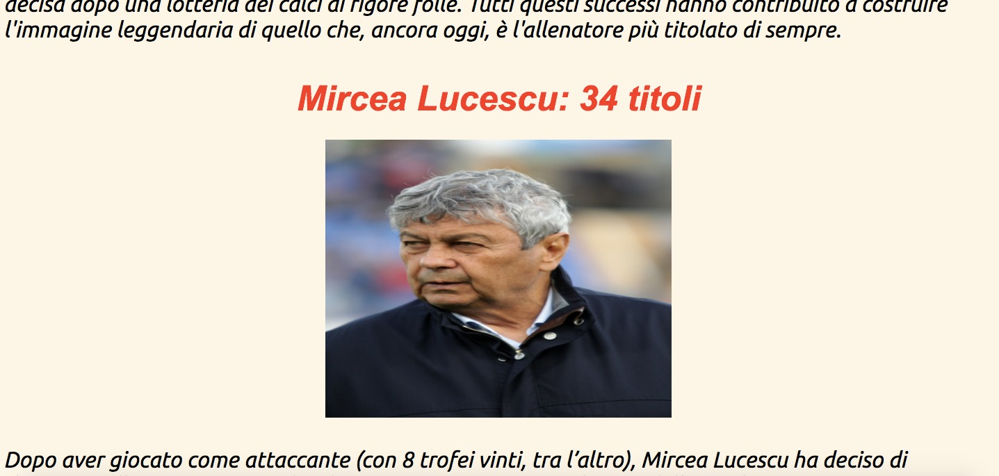 decisa dopo una lotteria dei calci di rigore folle. Tutti questi successi hanno contribuito a costruire
l'immagine leggendaria di quello che, ancora oggi, è l'allenatore più titolato di sempre.
Mircea Lucescu: 34 titoli
Dopo aver giocato come attaccante (con 8 trofei vinti, tra l’altro), Mircea Lucescu ha deciso di